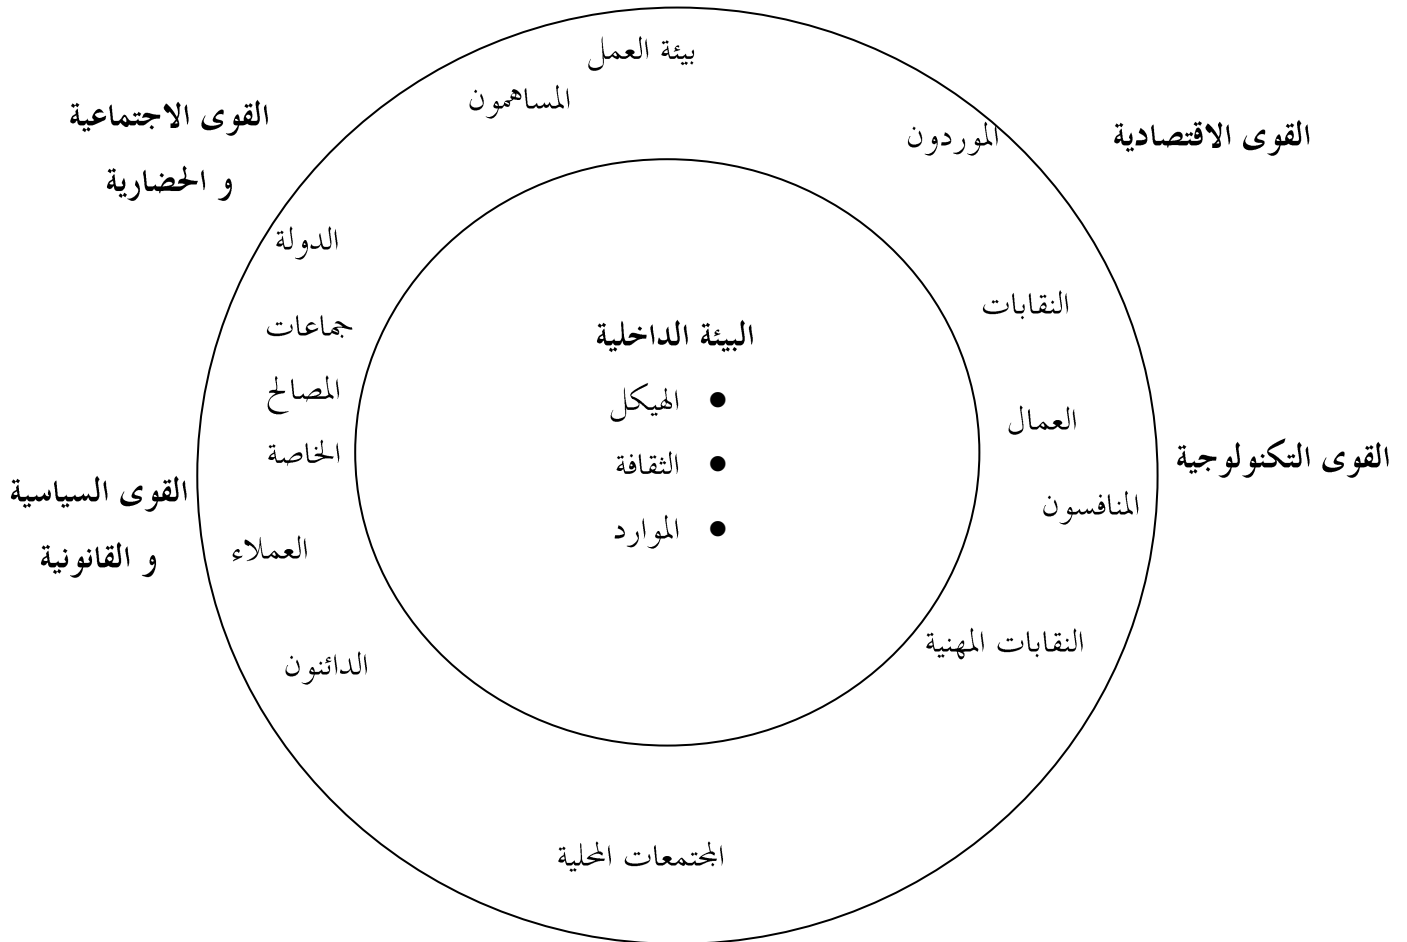 بيئة العمل
المساهمون
القوى الاجتماعية
و الحضارية
الموردون
القوى الاقتصادية
الدولة
النقابات
جماعات
المصالح
الخاصة
البيئة الداخلية
● الهيكل
● الثقافة
● الموارد
العمال
القوى التكنولوجية
المنافسون
القوى السياسية
و القانونية
العملاء
النقابات المهنية
الدائنون
المجتمعات المحلية